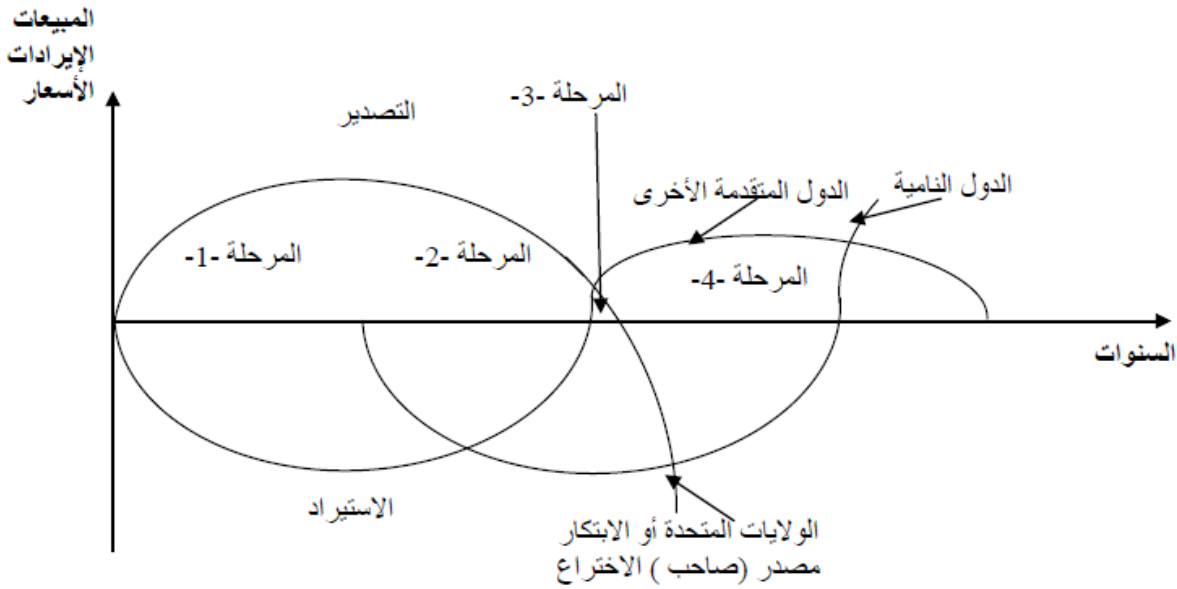 المبيعات
الإيرادات
الأسعار
التصدير
المرحلة -3-
الدول المتقدمة الأخرى
الدول النامية
المرحلة -1-
المرحلة -2-
المرحلة -4-
السنوات
الاستيراد
الولايات المتحدة أو الابتكار
مصدر (صاحب ) الاختراع